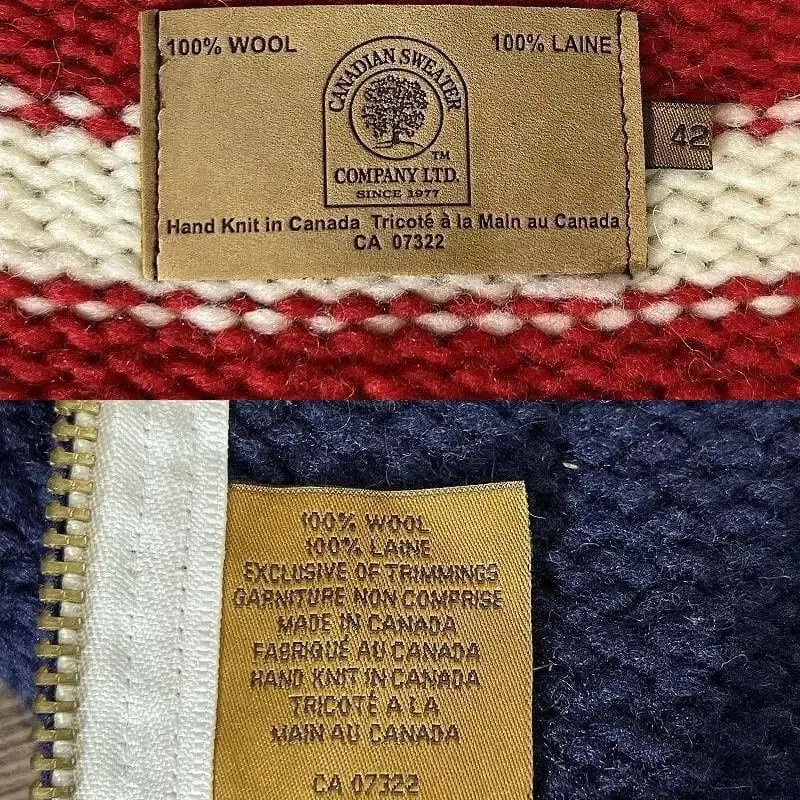 100% WOOL 100% LAINE
CANADIAN SWEATER
TM
COMPANY LTD.
SINCE 1977
Hand Knit in Canada Tricoté à la Main au Canada
CA 07322
42
100% WOOL
100% LAINE
EXCLUSIVE OF TRIMMINGS
GARNITURE NON COMPRISE
MADE IN CANADA
FABRIQUÉ AU CANADA
HAND KNIT IN CANADA
TRICOTÉ A LA
MAIN AU CANADA
CA 07322